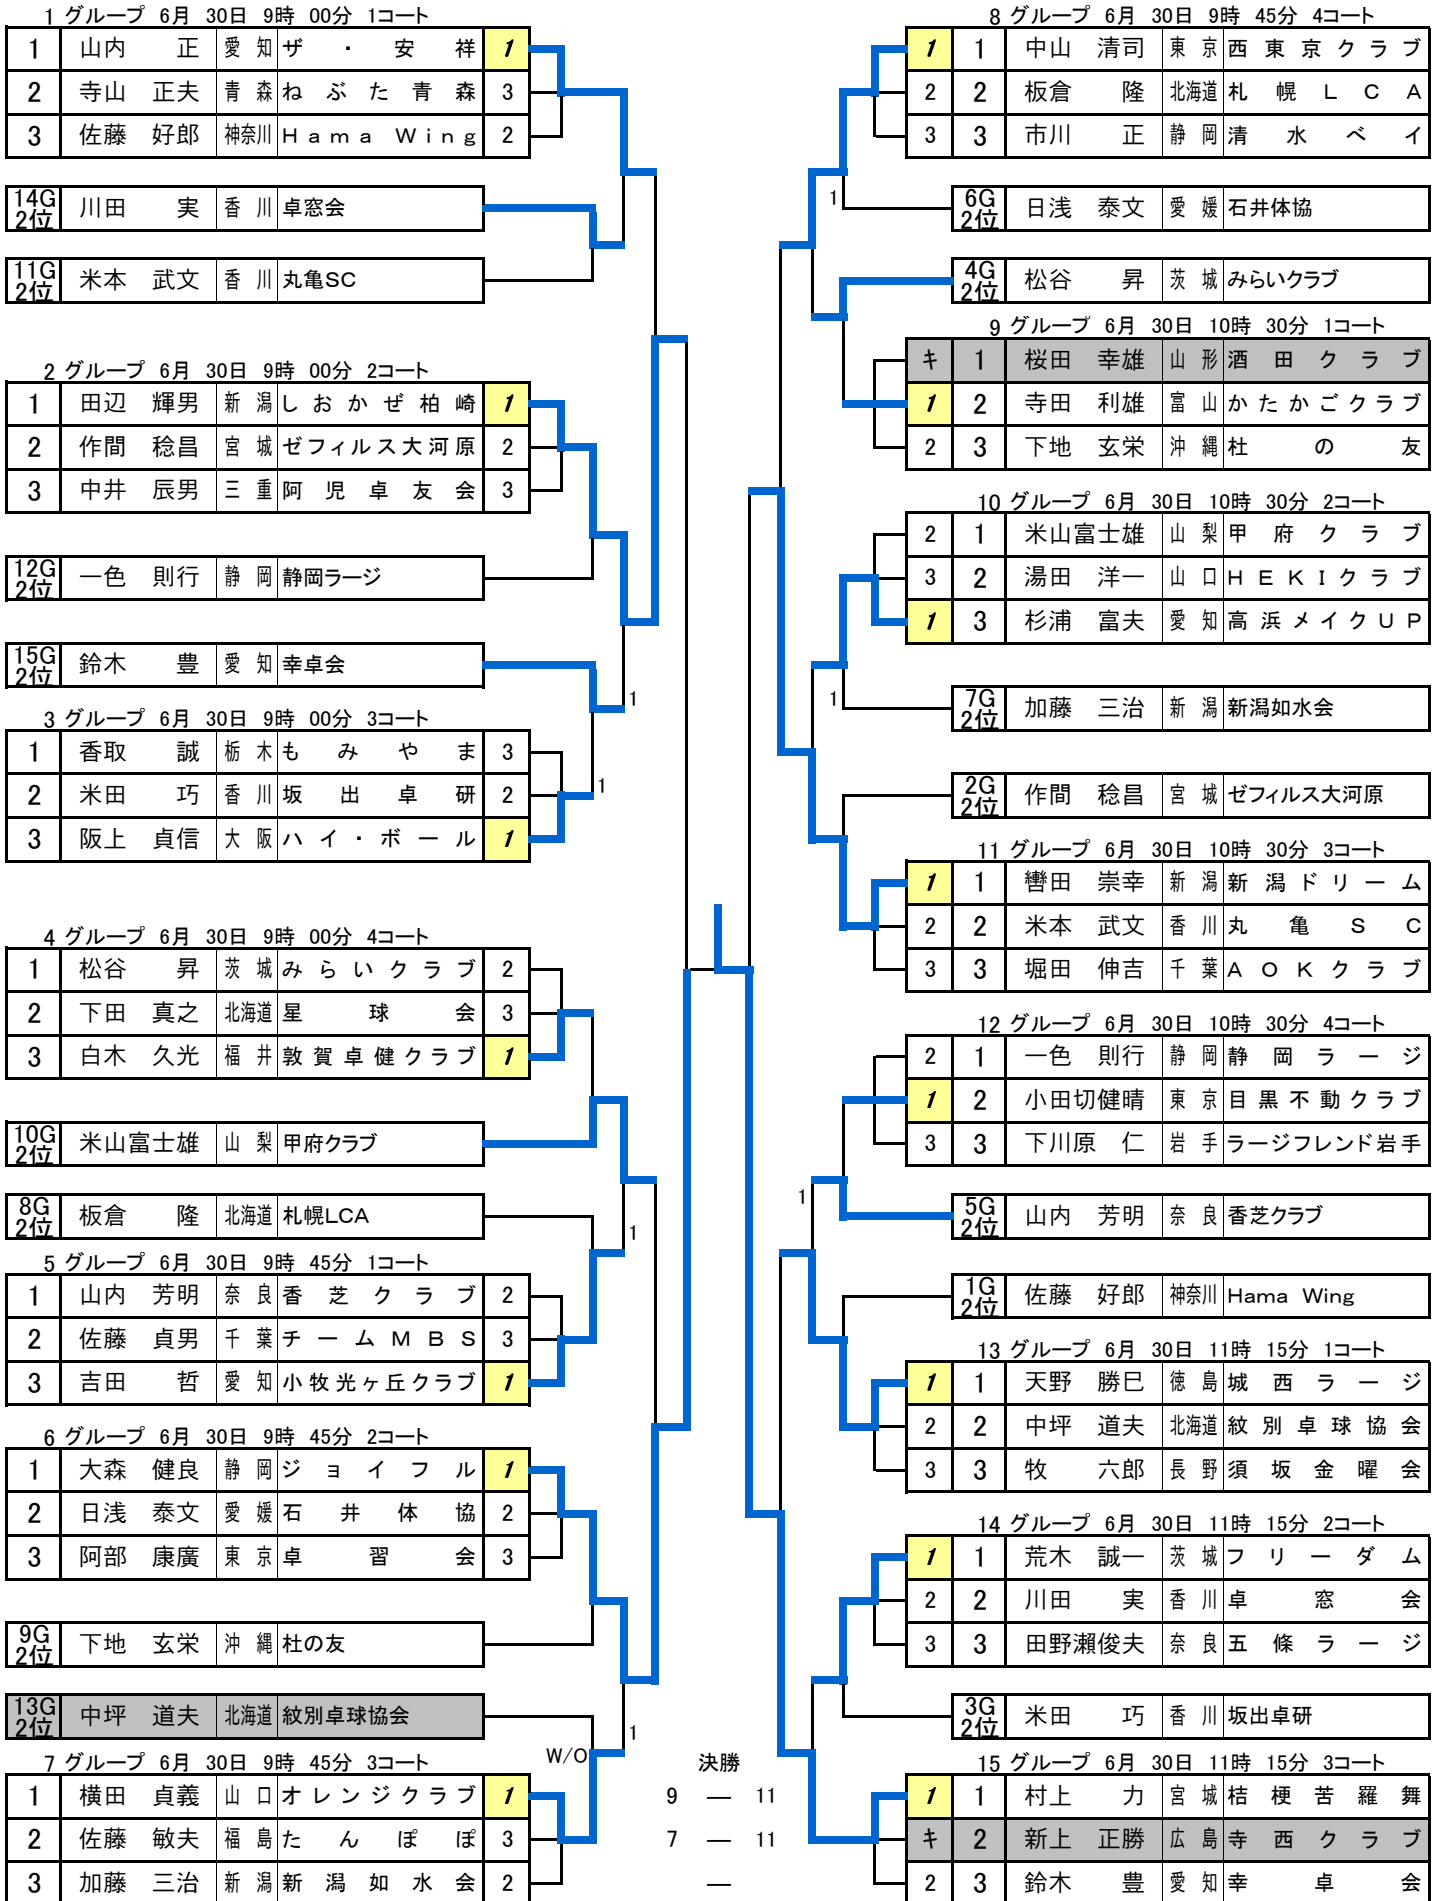 1 グループ 6月 30日 9時 00分 1コート
1 山内 正 愛知 ザ・安祥 1
2 寺山 正夫 青森 ねぶた青森 3
3 佐藤 好郎 神奈川 Hama Wing 2
14G 2位 川田 実 香川 卓窓会
11G 2位 米本 武文 香川 丸亀SC
2 グループ 6月 30日 9時 00分 2コート
1 田辺 輝男 新潟 しおかぜ柏崎 1
2 作間 稔昌 宮城 ゼフィルス大河原 2
3 中井 辰男 三重 阿児卓友会 3
12G 2位 一色 則行 静岡 静岡ラージ
15G 2位 鈴木 豊 愛知 幸卓会
1
3 グループ 6月 30日 9時 00分 3コート
1 香取 誠 栃木 もみやま 3
2 米田 巧 香川 坂出卓研 2
1
3 阪上 貞信 大阪 ハイ・ボール 1
4 グループ 6月 30日 9時 00分 4コート
1 松谷 昇 茨城 みらいクラブ 2
2 下田 真之 北海道 星球会 3
3 白木 久光 福井 敦賀卓健クラブ 1
10G 2位 米山富士雄 山梨 甲府クラブ
8G 2位 板倉 隆 北海道 札幌LCA
1
5 グループ 6月 30日 9時 45分 1コート
1 山内 芳明 奈良 香芝クラブ 2
2 佐藤 貞男 千葉 チームMBS 3
3 吉田 哲 愛知 小牧光ヶ丘クラブ 1
6 グループ 6月 30日 9時 45分 2コート
1 大森 健良 静岡 ジョイフル 1
2 日浅 泰文 愛媛 石井体協 2
3 阿部 康廣 東京 卓習会 3
9G 2位 下地 玄栄 沖縄 杜の友
13G 2位 中坪 道夫 北海道 紋別卓球協会
1
W/O
7 グループ 6月 30日 9時 45分 3コート
1 横田 貞義 山口 オレンジクラブ 1
2 佐藤 敏夫 福島 たんぽぽ 3
3 加藤 三治 新潟 新潟如水会 2
決勝
9 — 11
7 — 11
—
8 グループ 6月 30日 9時 45分 4コート
1 1 中山 清司 東京 西東京クラブ
2 2 板倉 隆 北海道 札幌LCA
3 3 市川 正 静岡 清水ベイ
1
6G 2位 日浅 泰文 愛媛 石井体協
4G 2位 松谷 昇 茨城 みらいクラブ
9 グループ 6月 30日 10時 30分 1コート
キ 1 桜田 幸雄 山形 酒田クラブ
1 2 寺田 利雄 富山 かたかごクラブ
2 3 下地 玄栄 沖縄 杜の友
10 グループ 6月 30日 10時 30分 2コート
2 1 米山富士雄 山梨 甲府クラブ
3 2 湯田 洋一 山口 HEKIクラブ
1 3 杉浦 富夫 愛知 高浜メイクUP
1
7G 2位 加藤 三治 新潟 新潟如水会
2G 2位 作間 稔昌 宮城 ゼフィルス大河原
11 グループ 6月 30日 10時 30分 3コート
1 1 轡田 崇幸 新潟 新潟ドリーム
2 2 米本 武文 香川 丸亀SC
3 3 堀田 伸吉 千葉 AOKクラブ
12 グループ 6月 30日 10時 30分 4コート
2 1 一色 則行 静岡 静岡ラージ
1 2 小田切健晴 東京 目黒不動クラブ
3 3 下川原 仁 岩手 ラージフレンド岩手
1
5G 2位 山内 芳明 奈良 香芝クラブ
1G 2位 佐藤 好郎 神奈川 Hama Wing
13 グループ 6月 30日 11時 15分 1コート
1 1 天野 勝巳 徳島 城西ラージ
2 2 中坪 道夫 北海道 紋別卓球協会
3 3 牧 六郎 長野 須坂金曜会
14 グループ 6月 30日 11時 15分 2コート
1 1 荒木 誠一 茨城 フリーダム
2 2 川田 実 香川 卓窓会
3 3 田野瀬俊夫 奈良 五條ラージ
3G 2位 米田 巧 香川 坂出卓研
15 グループ 6月 30日 11時 15分 3コート
1 1 村上 力 宮城 桔梗苦羅舞
キ 2 新上 正勝 広島 寺西クラブ
2 3 鈴木 豊 愛知 幸卓会